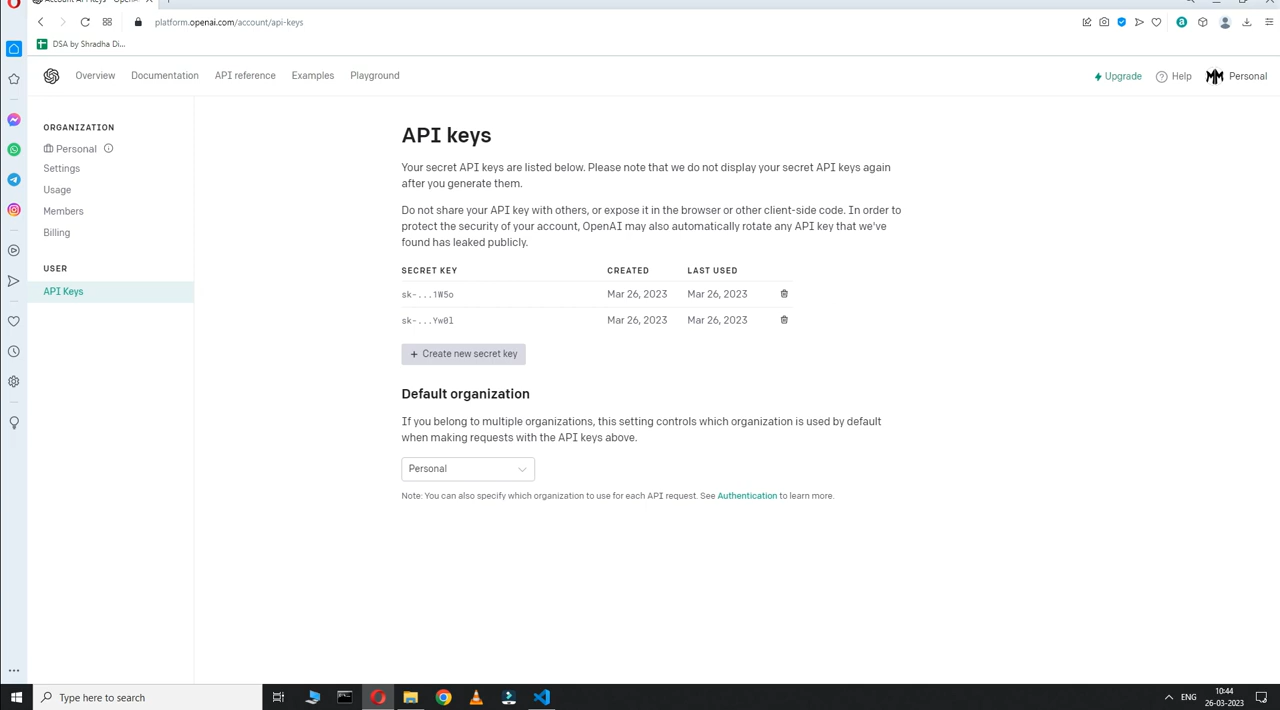 Account API Keys - OpenAI
platform.openai.com/account/api-keys
DSA by Shradha Di...
Overview Documentation API reference Examples Playground
Upgrade Help Personal
ORGANIZATION
Personal
Settings
Usage
Members
Billing
USER
API Keys
API keys
Your secret API keys are listed below. Please note that we do not display your secret API keys again
after you generate them.
Do not share your API key with others, or expose it in the browser or other client-side code. In order to
protect the security of your account, OpenAI may also automatically rotate any API key that we've
found has leaked publicly.
SECRET KEY CREATED LAST USED
sk-...1W5o Mar 26, 2023 Mar 26, 2023
sk-...Yw0l Mar 26, 2023 Mar 26, 2023
+ Create new secret key
Default organization
If you belong to multiple organizations, this setting controls which organization is used by default
when making requests with the API keys above.
Personal
Note: You can also specify which organization to use for each API request. See Authentication to learn more.
Type here to search
ENG
10:44
26-03-2023